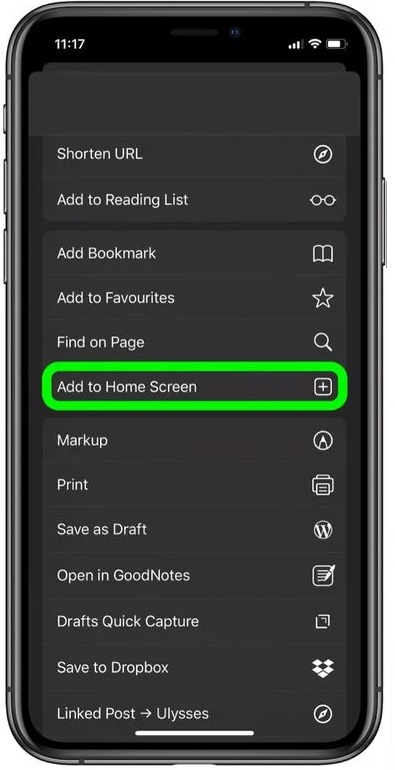 11:17
Shorten URL
Add to Reading List
Add Bookmark
Add to Favourites
Find on Page
Add to Home Screen
Markup
Print
Save as Draft
Open in GoodNotes
Drafts Quick Capture
Save to Dropbox
Linked Post → Ulysses